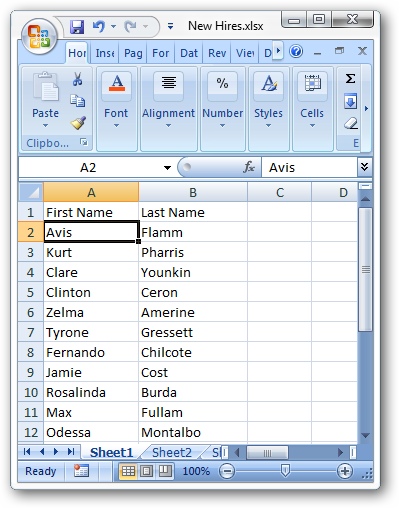 New Hires.xlsx
Hor Inse Pag For Dat Rev View D
Paste Font Alignment Number Styles Cells Σ
Clipbo... E
A2 fx Avis
A B C D
1 First Name Last Name
2 Avis Flamm
3 Kurt Pharris
4 Clare Younkin
5 Clinton Ceron
6 Zelma Amerine
7 Tyrone Gressett
8 Fernando Chilcote
9 Jamie Cost
10 Rosalinda Burda
11 Max Fullam
12 Odessa Montalbo
Sheet1 Sheet2 Sl
Ready 100%